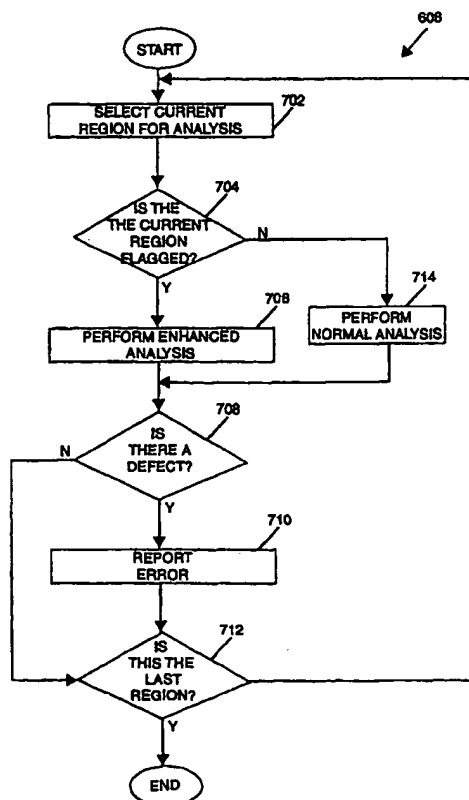 608
START
SELECT CURRENT
REGION FOR ANALYSIS
702
704
IS THE
THE CURRENT
REGION
FLAGGED?
N
Y
708
PERFORM ENHANCED
ANALYSIS
714
PERFORM
NORMAL ANALYSIS
708
IS
THERE A
DEFECT?
N
Y
710
REPORT
ERROR
712
IS
THIS THE
LAST
REGION?
Y
END